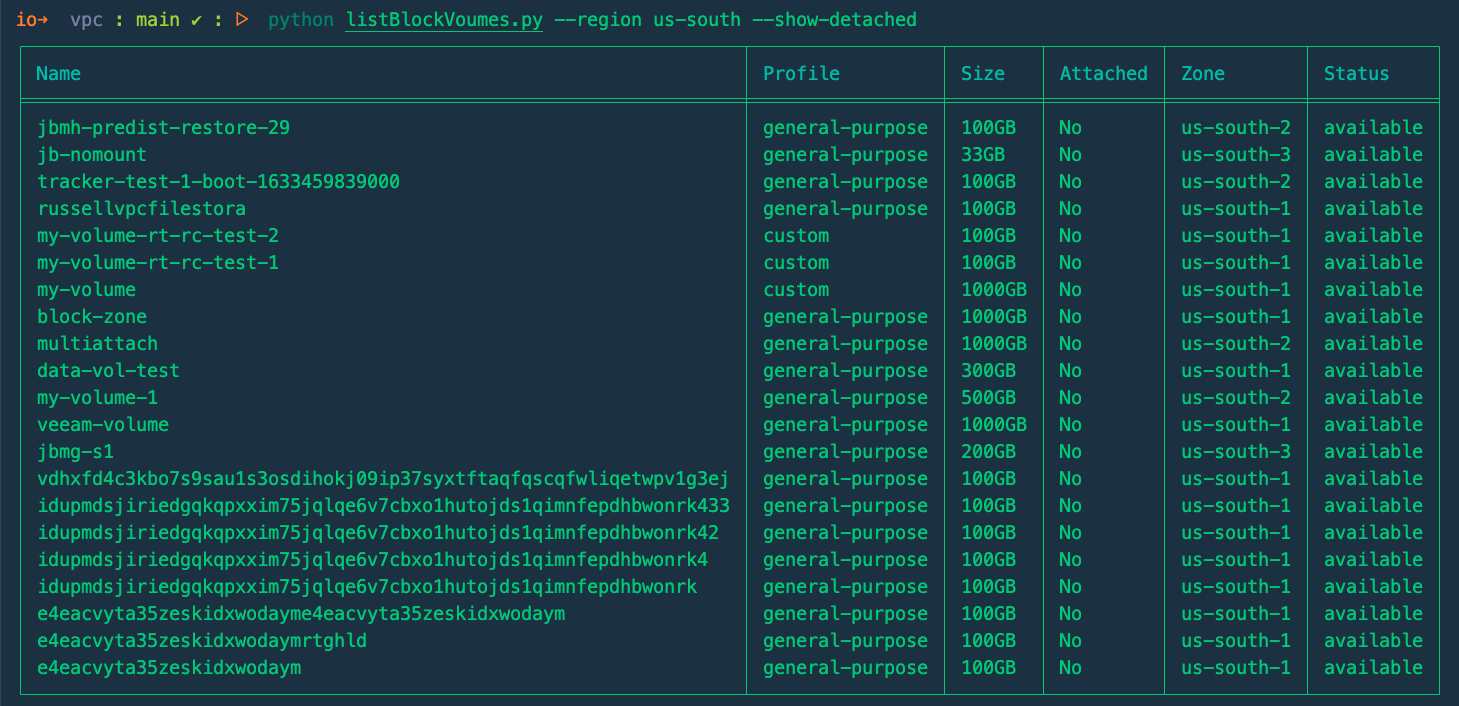 io→ vpc : main ✔ : ▷ python listBlockVoumes.py --region us-south --show-detached
Name Profile Size Attached Zone Status
jbmh-predist-restore-29 general-purpose 100GB No us-south-2 available
jb-nomount general-purpose 33GB No us-south-3 available
tracker-test-1-boot-1633459839000 general-purpose 100GB No us-south-2 available
russellvpcfilestora general-purpose 100GB No us-south-1 available
my-volume-rt-rc-test-2 custom 100GB No us-south-1 available
my-volume-rt-rc-test-1 custom 100GB No us-south-1 available
my-volume custom 1000GB No us-south-1 available
block-zone general-purpose 1000GB No us-south-1 available
multiattach general-purpose 1000GB No us-south-2 available
data-vol-test general-purpose 300GB No us-south-1 available
my-volume-1 general-purpose 500GB No us-south-2 available
veeam-volume general-purpose 1000GB No us-south-1 available
jbmg-s1 general-purpose 200GB No us-south-3 available
vdhxfd4c3kbo7s9sau1s3osdihokj09ip37syxtftaqfqscqfwliqetwpv1g3ej general-purpose 100GB No us-south-1 available
idupmdsjiriedgqkqpxxim75jqlqe6v7cbxo1hutojds1qimnfepdhbwonrk433 general-purpose 100GB No us-south-1 available
idupmdsjiriedgqkqpxxim75jqlqe6v7cbxo1hutojds1qimnfepdhbwonrk42 general-purpose 100GB No us-south-1 available
idupmdsjiriedgqkqpxxim75jqlqe6v7cbxo1hutojds1qimnfepdhbwonrk4 general-purpose 100GB No us-south-1 available
idupmdsjiriedgqkqpxxim75jqlqe6v7cbxo1hutojds1qimnfepdhbwonrk general-purpose 100GB No us-south-1 available
e4eacvyta35zeskidxwodayme4eacvyta35zeskidxwodaym general-purpose 100GB No us-south-1 available
e4eacvyta35zeskidxwodaymrtghld general-purpose 100GB No us-south-1 available
e4eacvyta35zeskidxwodaym general-purpose 100GB No us-south-1 available